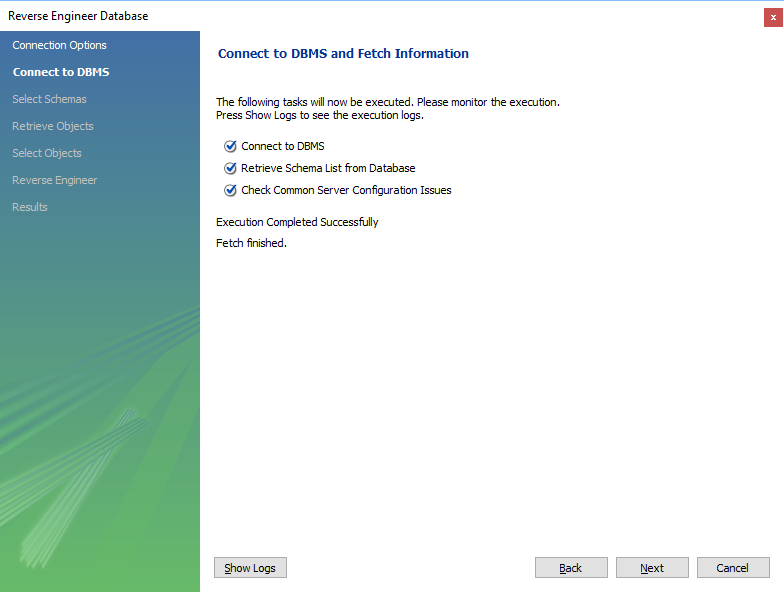 Reverse Engineer Database
x
Connection Options
Connect to DBMS
Select Schemas
Retrieve Objects
Select Objects
Reverse Engineer
Results
Connect to DBMS and Fetch Information
The following tasks will now be executed. Please monitor the execution.
Press Show Logs to see the execution logs.
Connect to DBMS
Retrieve Schema List from Database
Check Common Server Configuration Issues
Execution Completed Successfully
Fetch finished.
Show Logs
Back
Next
Cancel